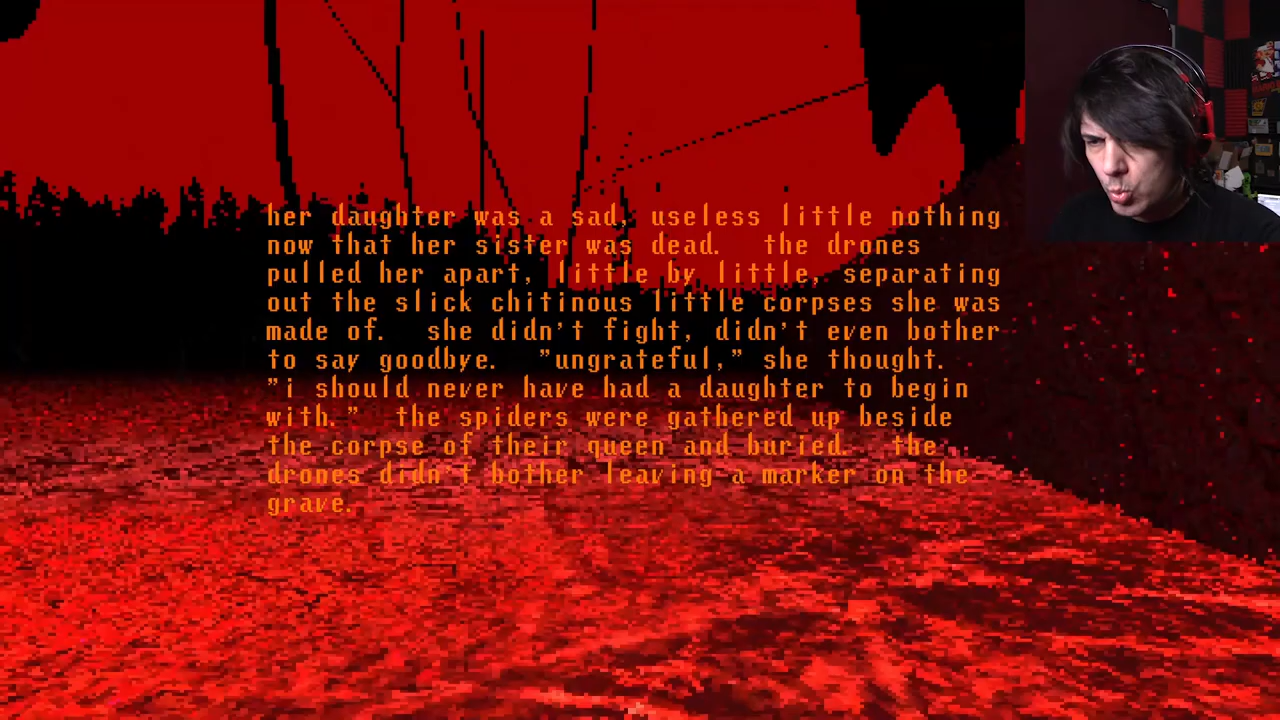 her daughter was a sad, useless little nothing
now that her sister was dead.  the drones
pulled her apart, little by little, separating
out the slick chitinous little corpses she was
made of.  she didn't fight, didn't even bother
to say goodbye.  "ungrateful," she thought.
"i should never have had a daughter to begin
with."  the spiders were gathered up beside
the corpse of their queen and buried.  the
drones didn't bother leaving a marker on the
grave.